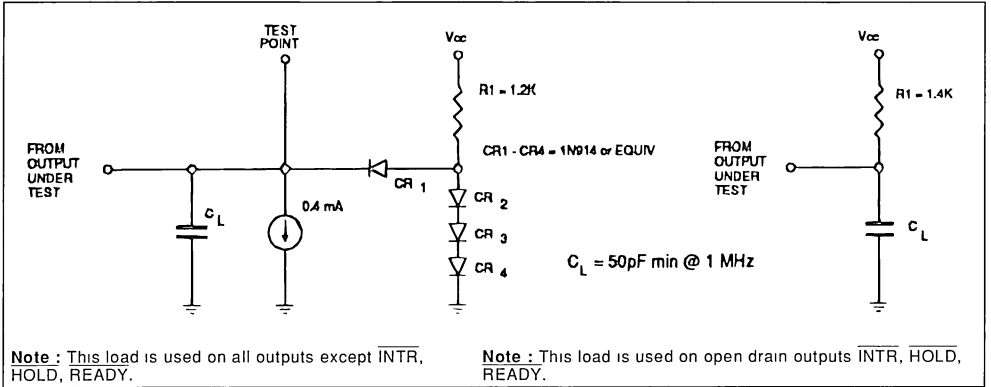 TEST
POINT
Vcc
R1 = 1.2K
CR1 - CR4 = 1N914 or EQUIV
FROM
OUTPUT
UNDER
TEST
CR 1
CR 2
CR 3
CR 4
0.4 mA
C L
C L = 50pF min @ 1 MHz
Vcc
R1 = 1.4K
FROM
OUTPUT
UNDER
TEST
C L
Note : This load is used on all outputs except INTR,
HOLD, READY.
Note : This load is used on open drain outputs INTR, HOLD,
READY.